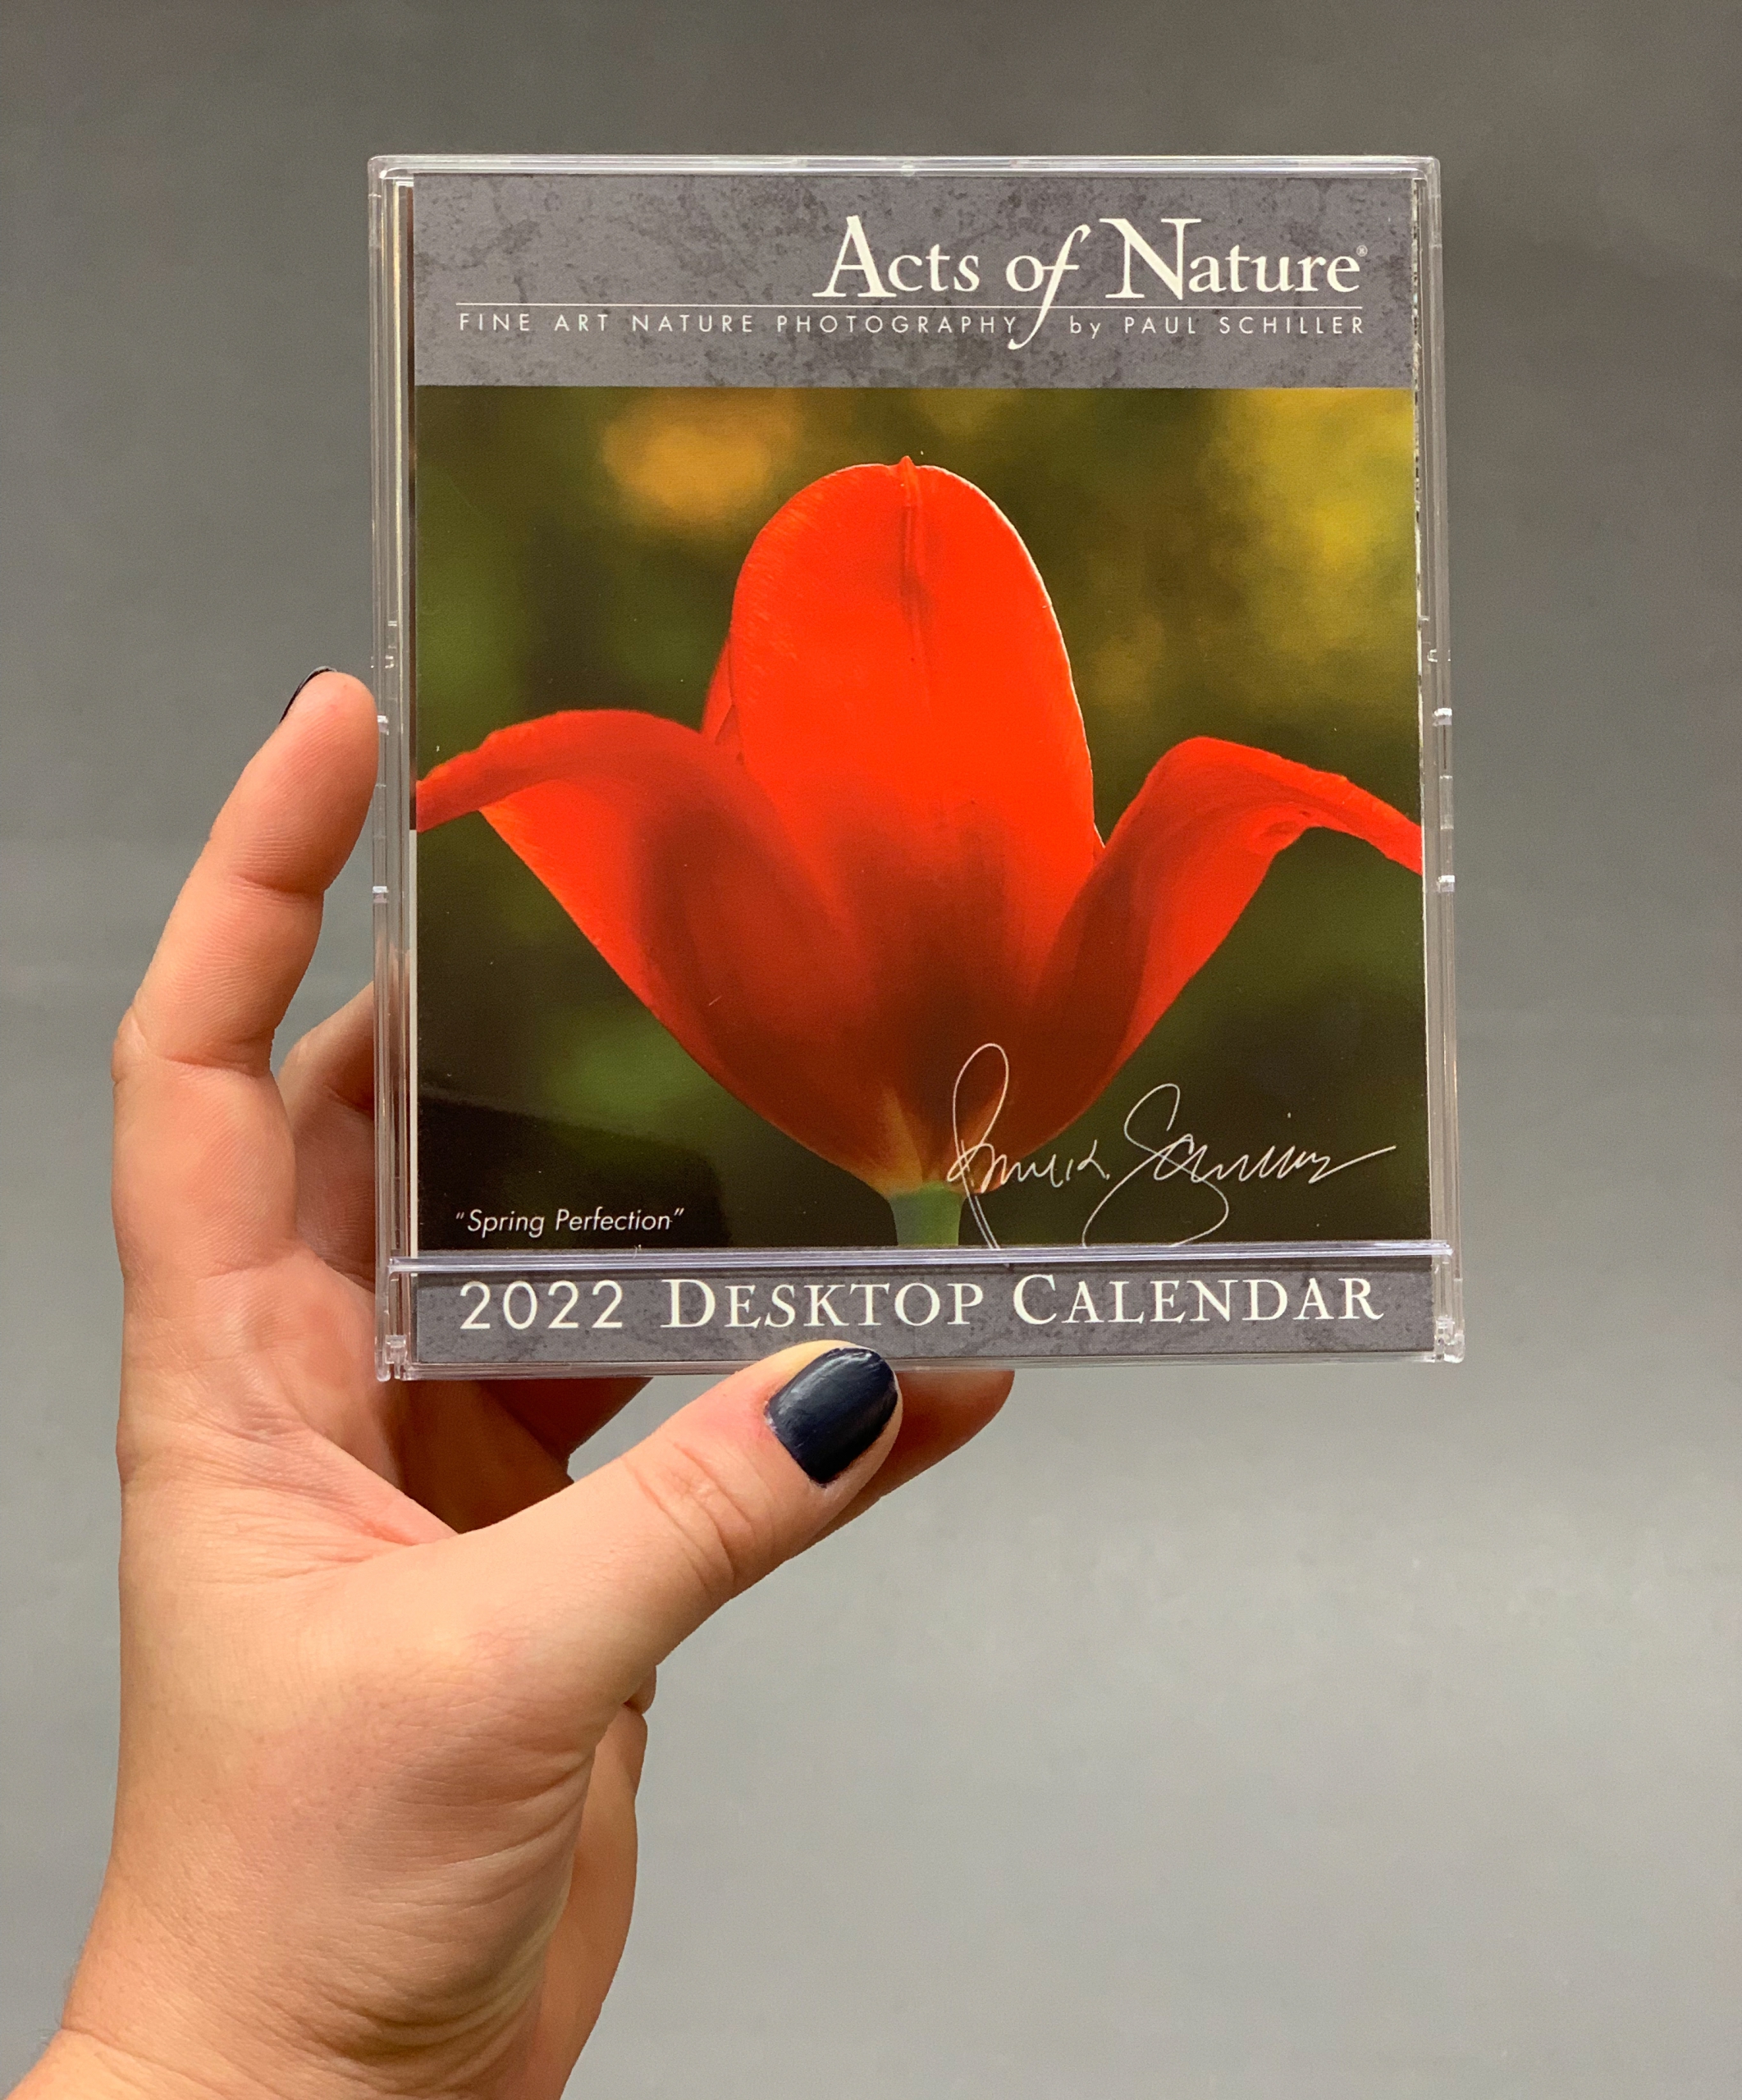 Acts of Nature®
FINE ART NATURE PHOTOGRAPHY by PAUL SCHILLER
"Spring Perfection"
2022 DESKTOP CALENDAR